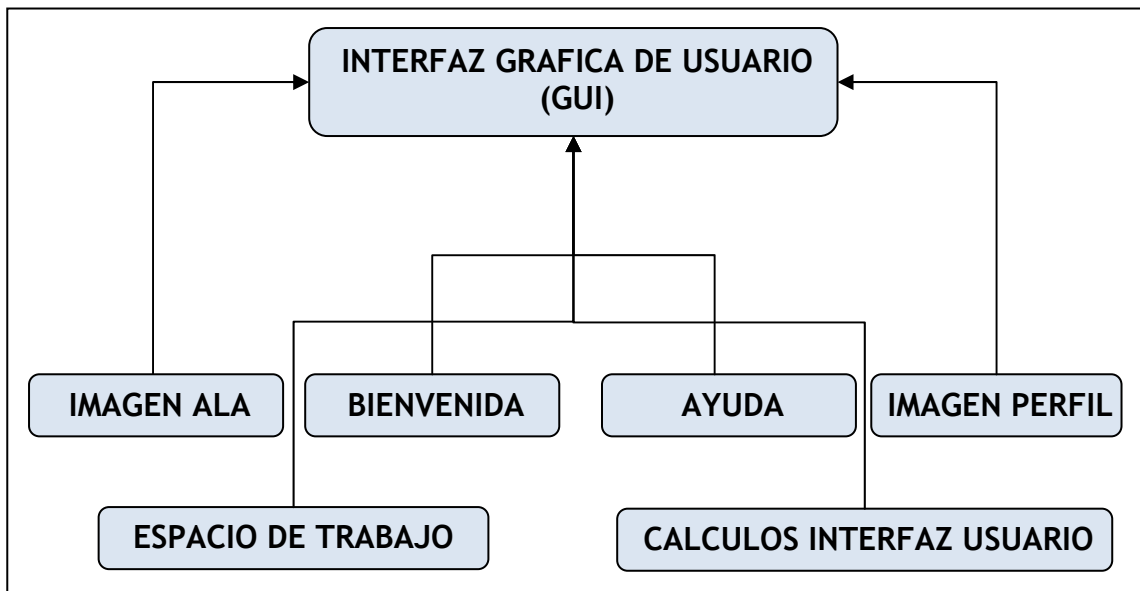 INTERFAZ GRAFICA DE USUARIO
(GUI)
IMAGEN ALA
BIENVENIDA
AYUDA
IMAGEN PERFIL
ESPACIO DE TRABAJO
CALCULOS INTERFAZ USUARIO